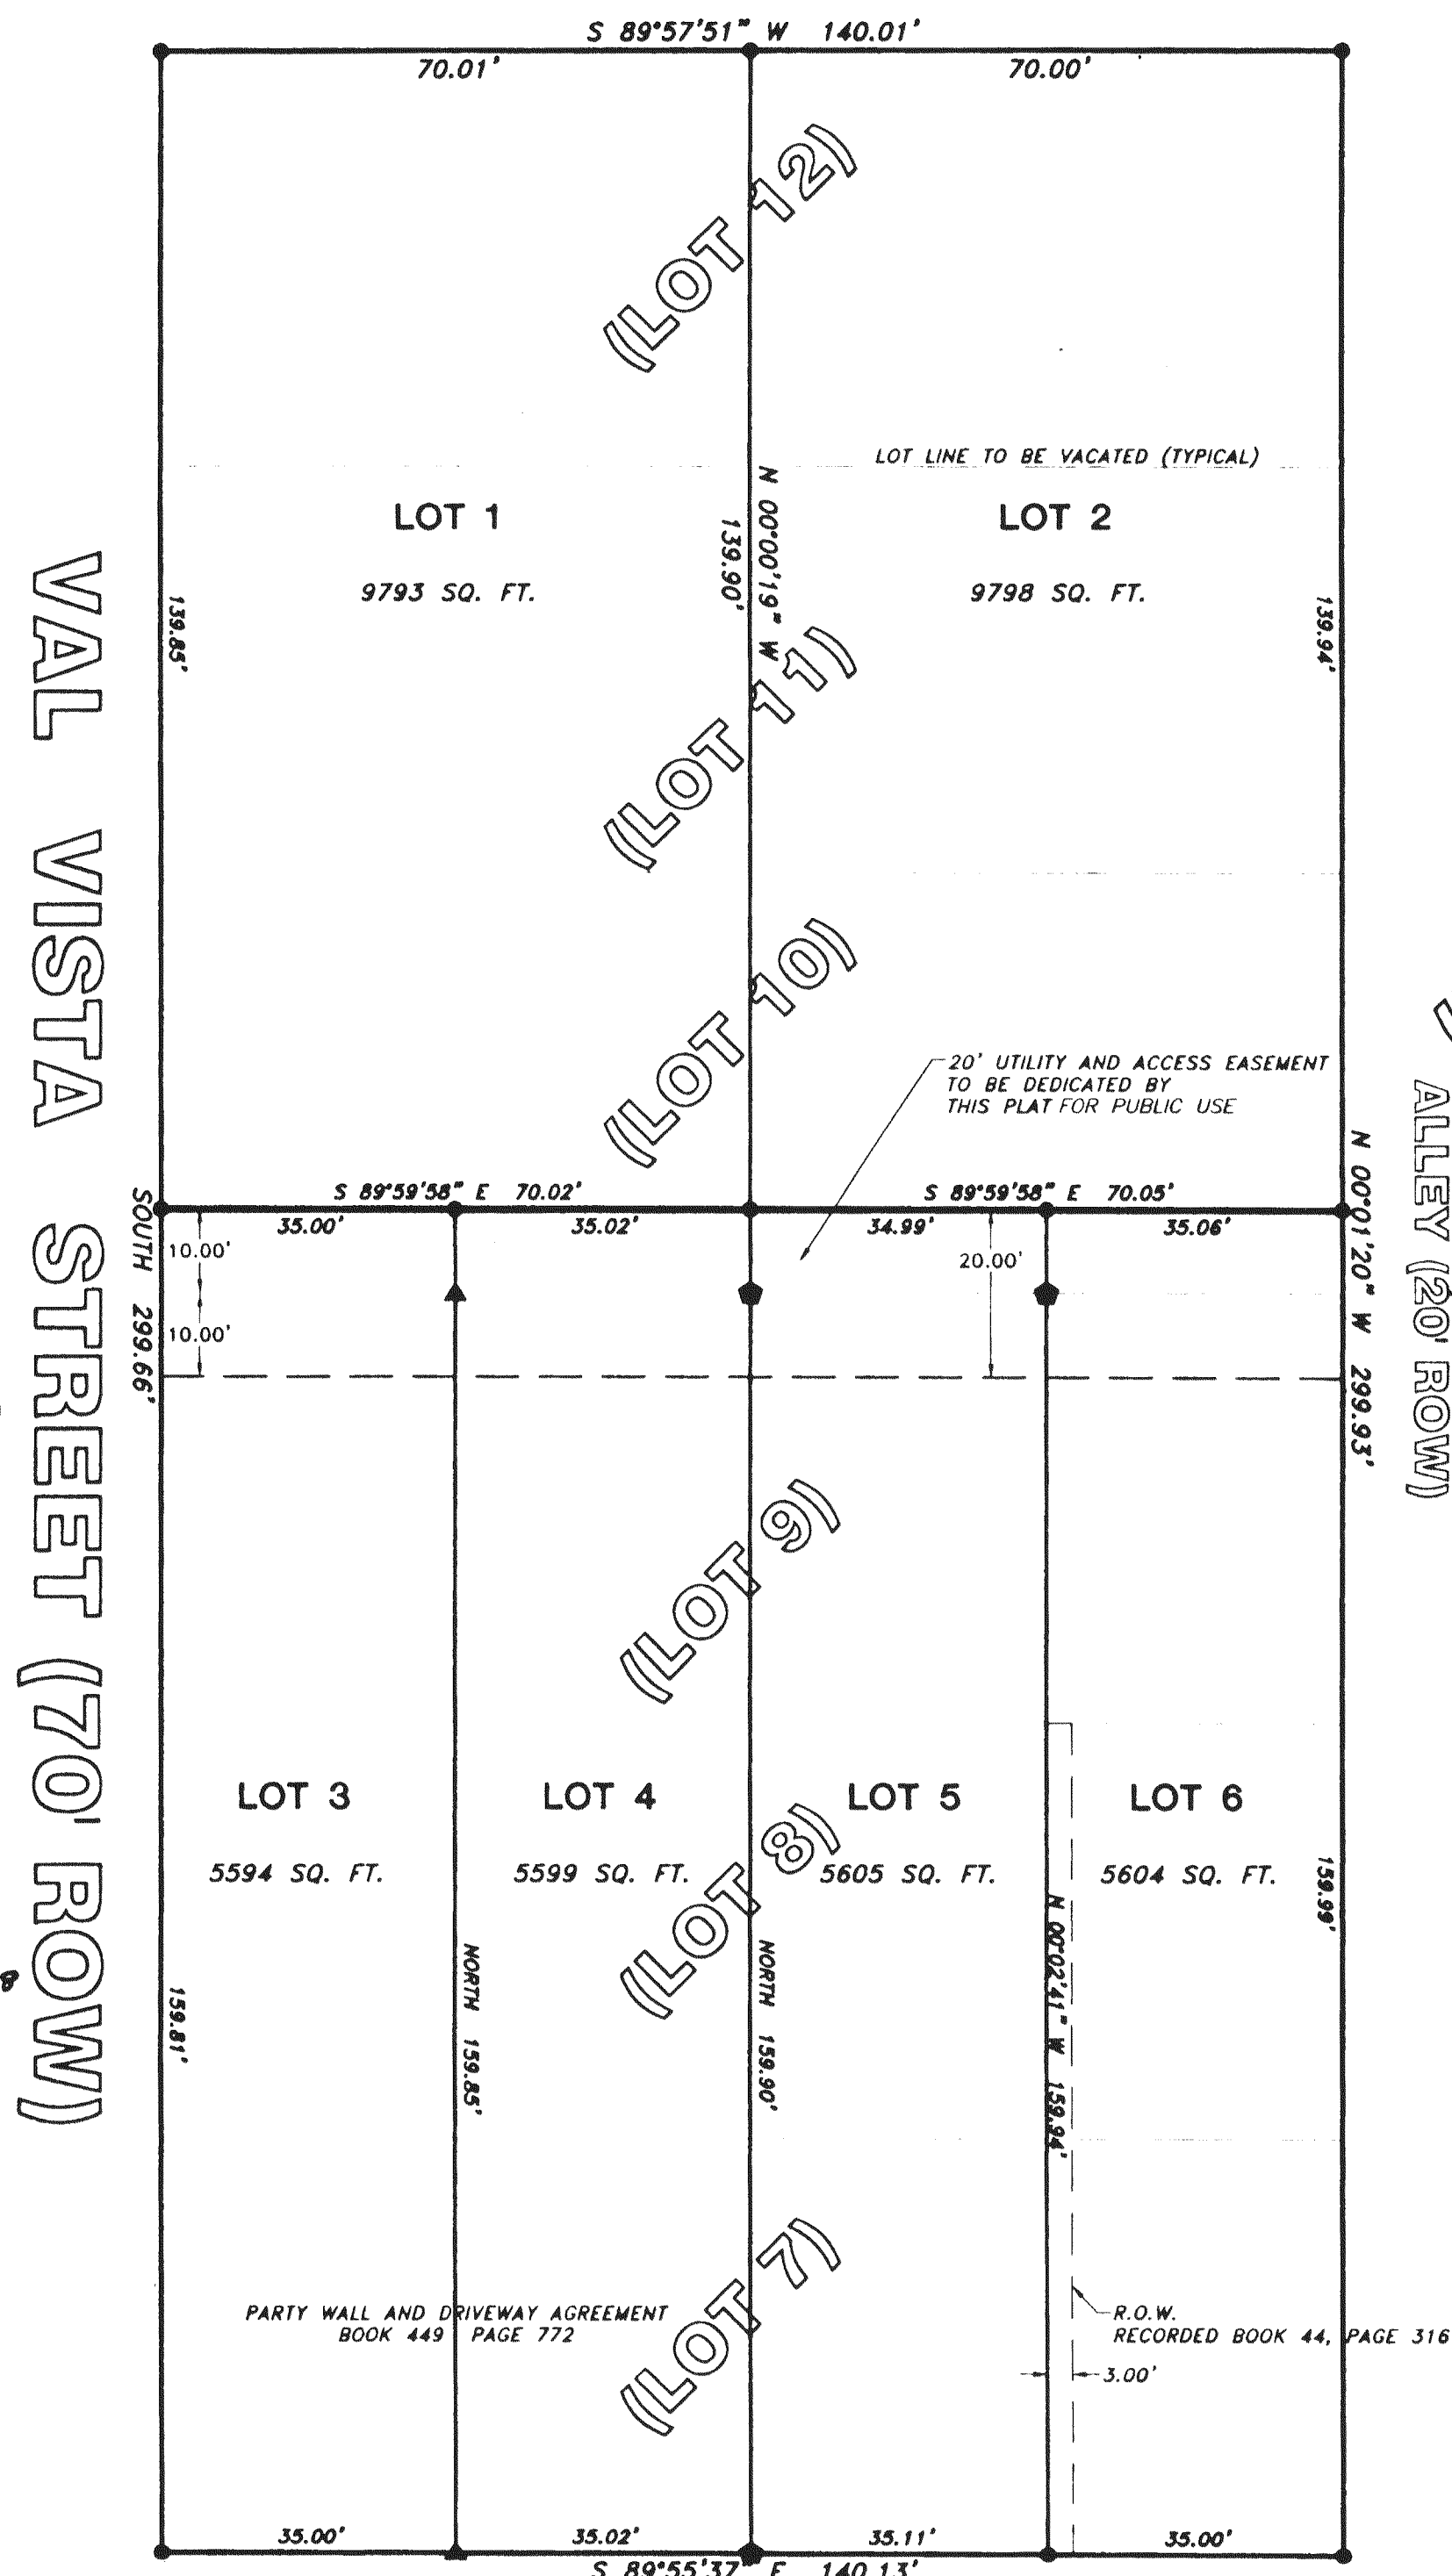 S 89°57'51" W 140.01'
70.01'
70.00'
(LOT 12)
LOT LINE TO BE VACATED (TYPICAL)
LOT 1
9793 SQ. FT.
N 00°00'19" W
139.90'
LOT 2
9798 SQ. FT.
139.85'
139.94'
(LOT 11)
(LOT 10)
20' UTILITY AND ACCESS EASEMENT
TO BE DEDICATED BY
THIS PLAT FOR PUBLIC USE
VAL VISTA STREET (70' ROW)
ALLEY (20' ROW)
SOUTH 299.66'
N 00°01'20" W 299.93'
S 89°59'58" E 70.02'
S 89°59'58" E 70.05'
35.00'
35.02'
34.99'
35.06'
10.00'
10.00'
20.00'
(LOT 9)
LOT 3
5594 SQ. FT.
LOT 4
5599 SQ. FT.
(LOT 8)
LOT 5
5605 SQ. FT.
LOT 6
5604 SQ. FT.
159.81'
NORTH 159.85'
NORTH 159.90'
N 00°02'41" W 159.94'
159.99'
(LOT 7)
PARTY WALL AND DRIVEWAY AGREEMENT
BOOK 449 PAGE 772
R.O.W.
RECORDED BOOK 44, PAGE 316
3.00'
35.00'
35.02'
35.11'
35.00'
S 89°55'37" E 140.13'